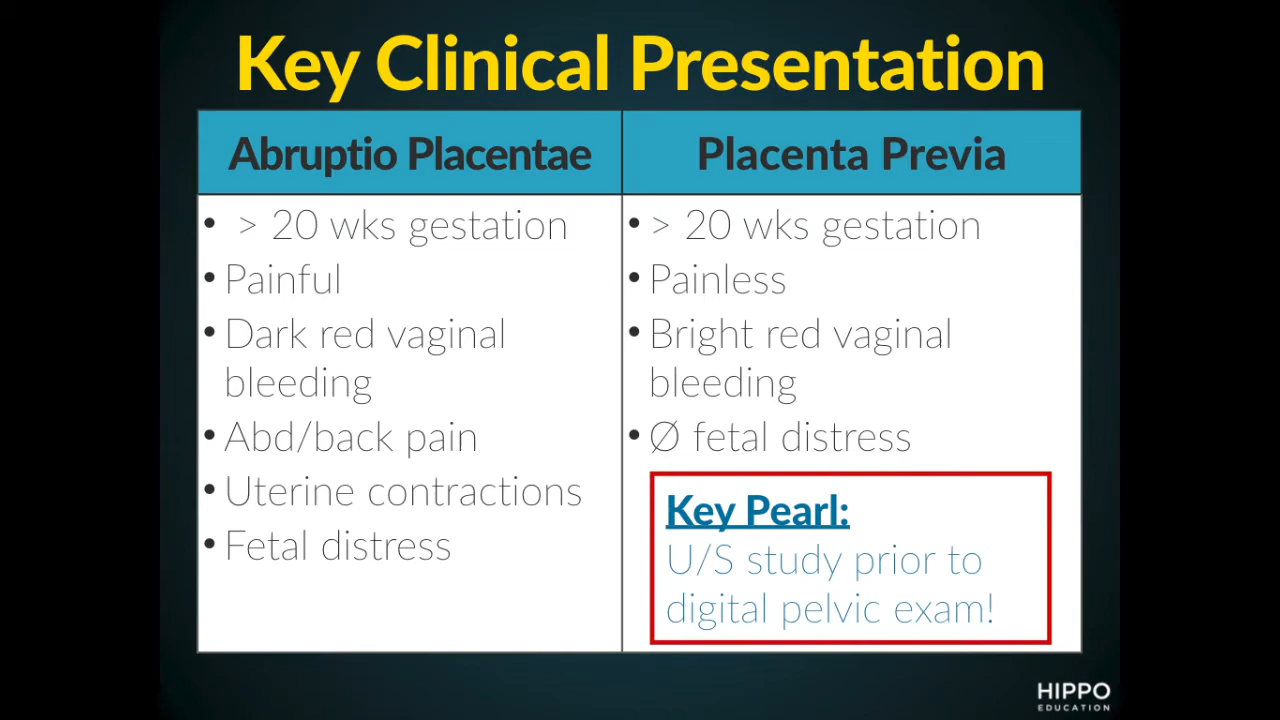 Key Clinical Presentation
Abruptio Placentae
• > 20 wks gestation
• Painful
• Dark red vaginal
bleeding
• Abd/back pain
• Uterine contractions
• Fetal distress
Placenta Previa
• > 20 wks gestation
• Painless
• Bright red vaginal
bleeding
• Ø fetal distress
Key Pearl:
U/S study prior to
digital pelvic exam!
HIPPO
EDUCATION